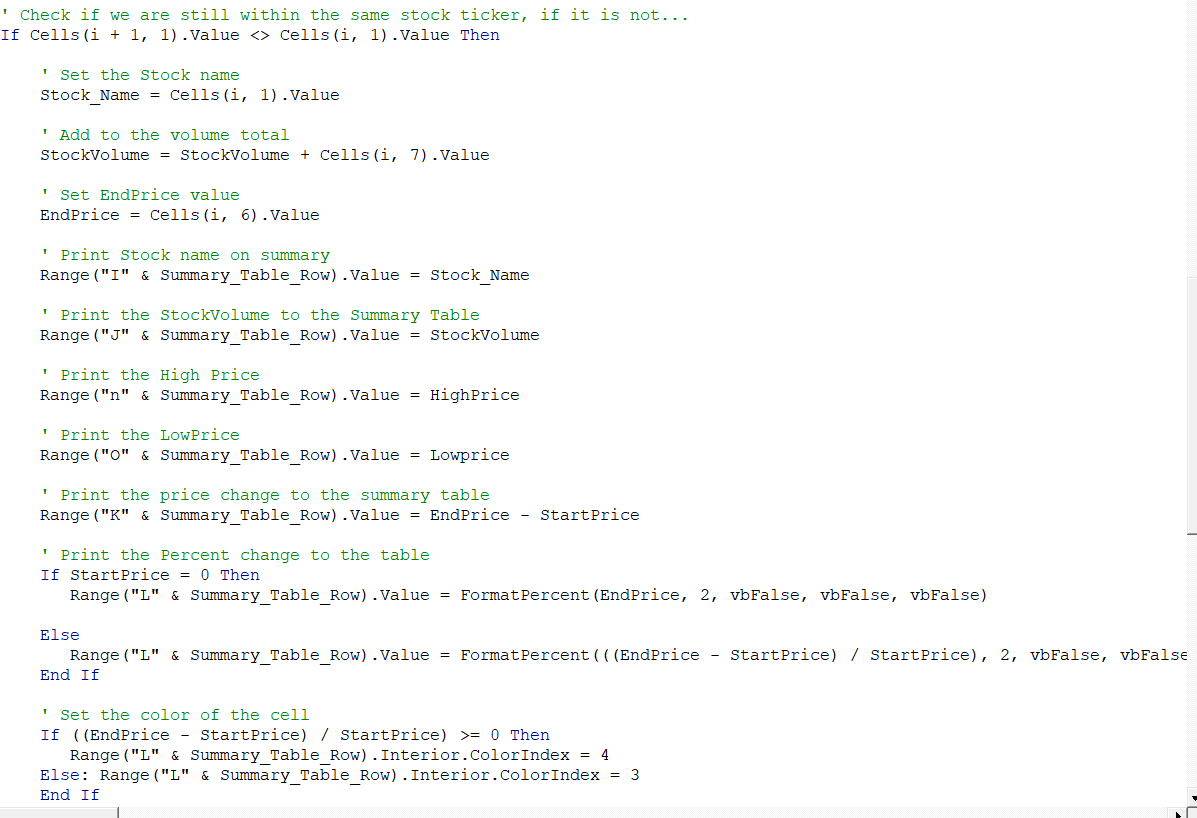 ' Check if we are still within the same stock ticker, if it is not...
If Cells(i + 1, 1).Value <> Cells(i, 1).Value Then
' Set the Stock name
Stock_Name = Cells(i, 1).Value
' Add to the volume total
StockVolume = StockVolume + Cells(i, 7).Value
' Set EndPrice value
EndPrice = Cells(i, 6).Value
' Print Stock name on summary
Range("I" & Summary_Table_Row).Value = Stock_Name
' Print the StockVolume to the Summary Table
Range("J" & Summary_Table_Row).Value = StockVolume
' Print the High Price
Range("n" & Summary_Table_Row).Value = HighPrice
' Print the LowPrice
Range("O" & Summary_Table_Row).Value = Lowprice
' Print the price change to the summary table
Range("K" & Summary_Table_Row).Value = EndPrice - StartPrice
' Print the Percent change to the table
If StartPrice = 0 Then
Range("L" & Summary_Table_Row).Value = FormatPercent(EndPrice, 2, vbFalse, vbFalse, vbFalse)
Else
Range("L" & Summary_Table_Row).Value = FormatPercent(((EndPrice - StartPrice) / StartPrice), 2, vbFalse, vbFalse
End If
' Set the color of the cell
If ((EndPrice - StartPrice) / StartPrice) >= 0 Then
Range("L" & Summary_Table_Row).Interior.ColorIndex = 4
Else: Range("L" & Summary_Table_Row).Interior.ColorIndex = 3
End If